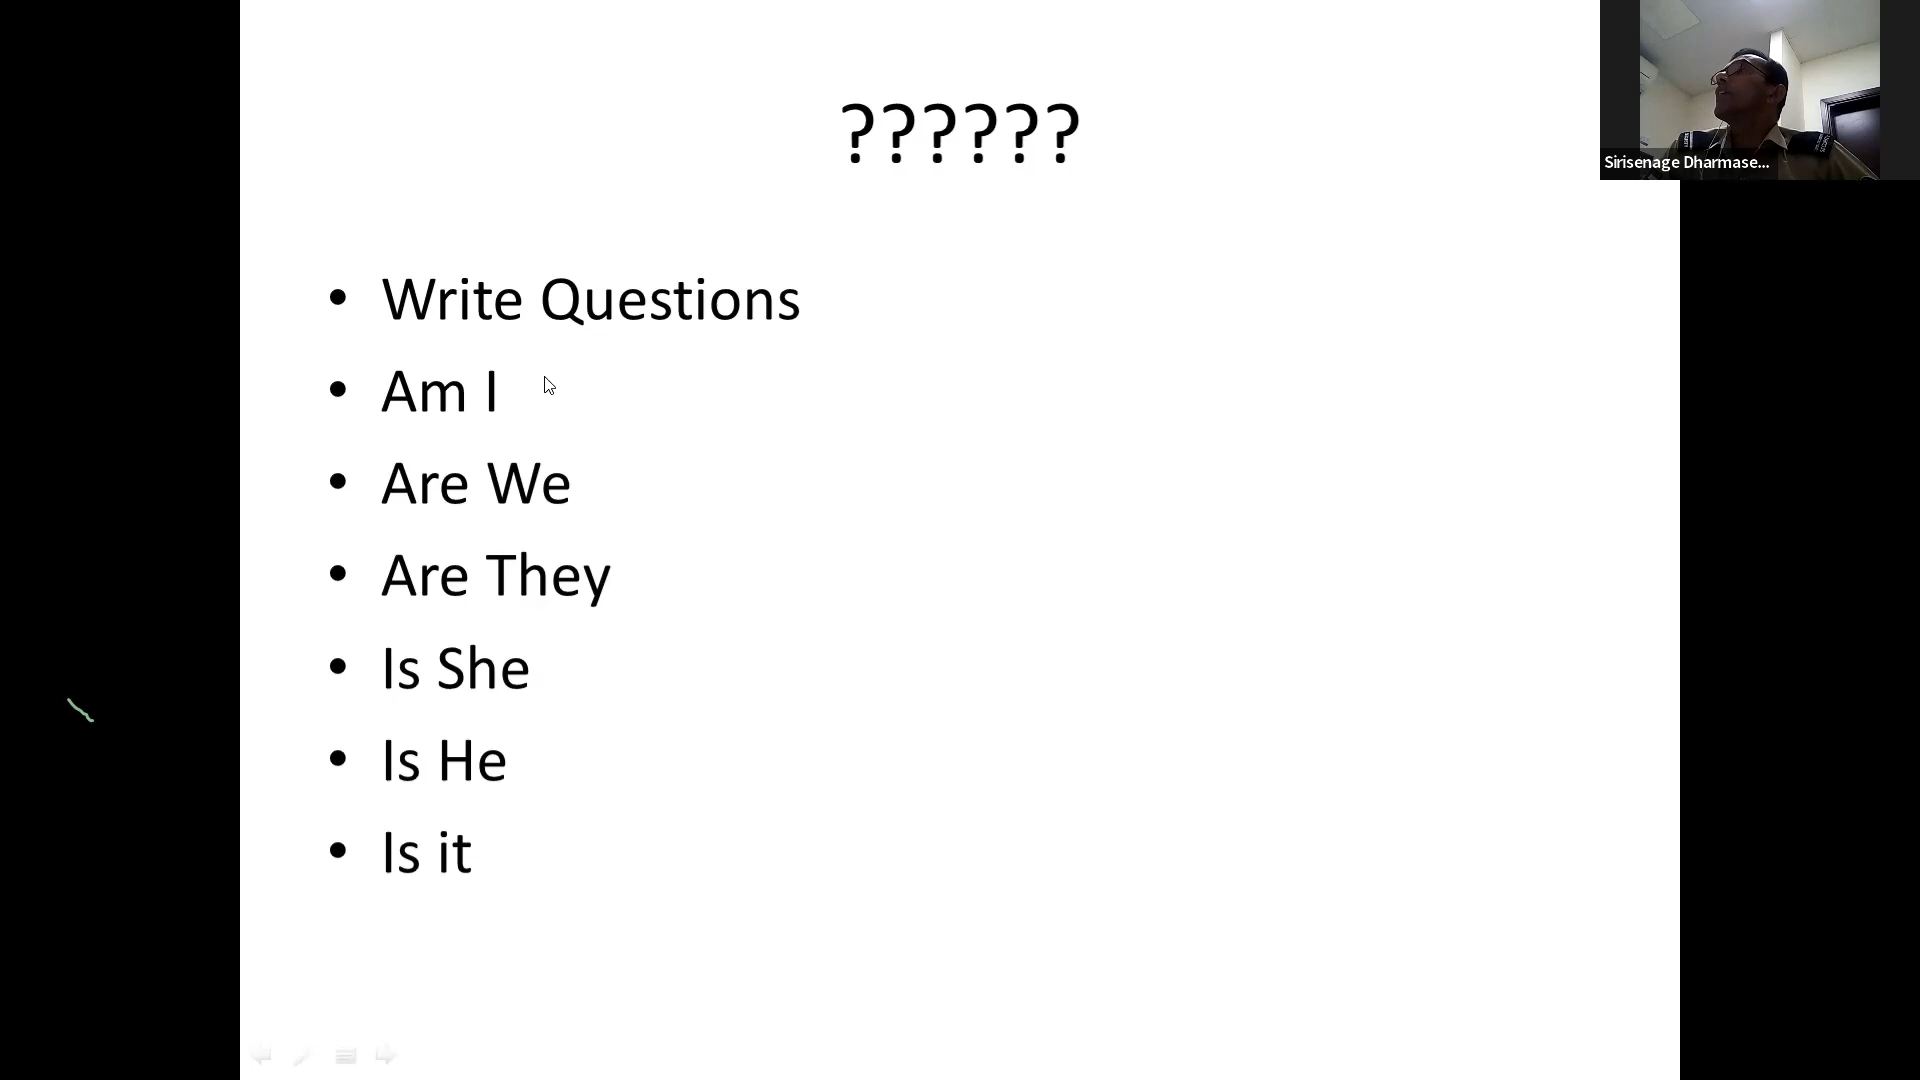 ??????
Write Questions
Am I
Are We
Are They
Is She
Is He
Is it
Sirisenage Dharmase...